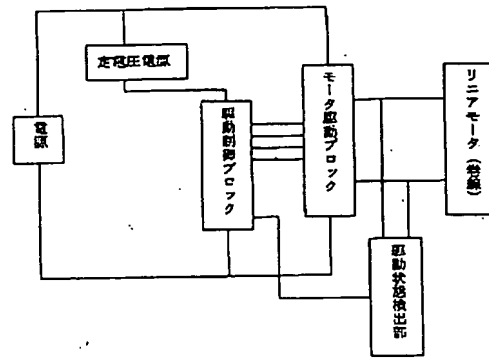 定電圧電源
電源
駆動制御ブロック
モータ駆動ブロック
リニアモータ(巻線)
駆動状態検出部